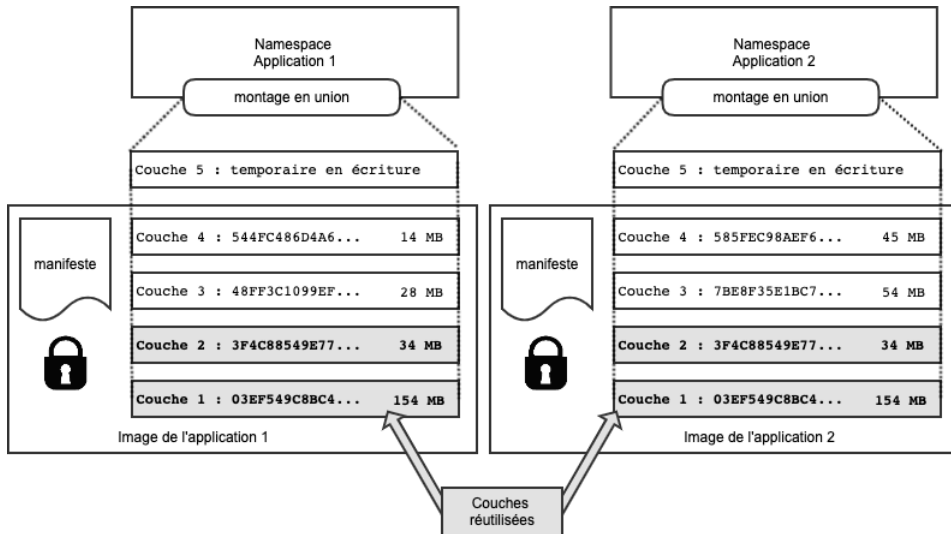 Namespace
Application 1
montage en union
Couche 5 : temporaire en écriture
manifeste
Couche 4 : 544FC486D4A6... 14 MB
Couche 3 : 48FF3C1099EF... 28 MB
Couche 2 : 3F4C88549E77... 34 MB
Couche 1 : 03EF549C8BC4... 154 MB
Image de l'application 1
Namespace
Application 2
montage en union
Couche 5 : temporaire en écriture
manifeste
Couche 4 : 585FEC98AEF6... 45 MB
Couche 3 : 7BE8F35E1BC7... 54 MB
Couche 2 : 3F4C88549E77... 34 MB
Couche 1 : 03EF549C8BC4... 154 MB
Image de l'application 2
Couches
réutilisées